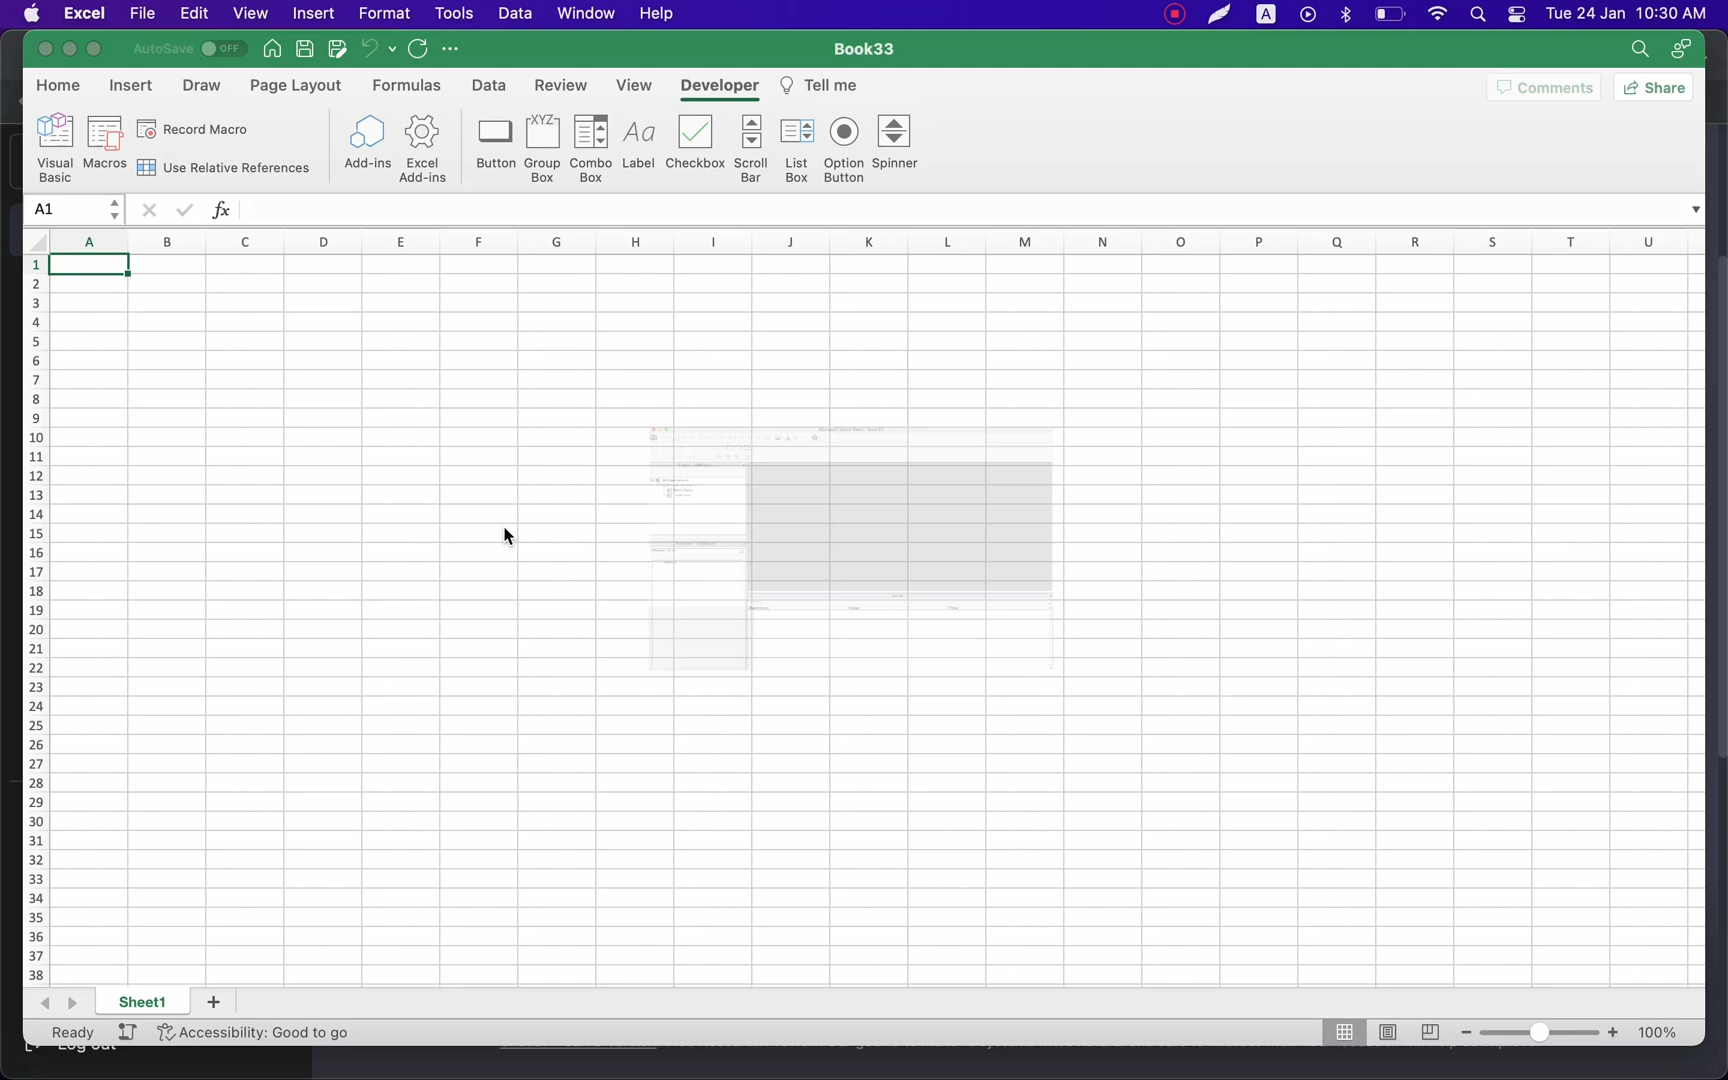 Excel File Edit View Insert Format Tools Data Window Help A Tue 24 Jan 10:30 AM
AutoSave OFF Book33
Home Insert Draw Page Layout Formulas Data Review View Developer Tell me Comments Share
Visual Basic
Macros
Record Macro
Use Relative References
Add-ins
Excel Add-ins
Button
XYZ
Group Box
Combo Box
Aa
Label
Checkbox
Scroll Bar
List Box
Option Button
Spinner
A1 fx
A B C D E F G H I J K L M N O P Q R S T U
1
2
3
4
5
6
7
8
9
10
11
12
13
14
15
16
17
18
19
20
21
22
23
24
25
26
27
28
29
30
31
32
33
34
35
36
37
38
Sheet1 +
Ready Accessibility: Good to go 100%